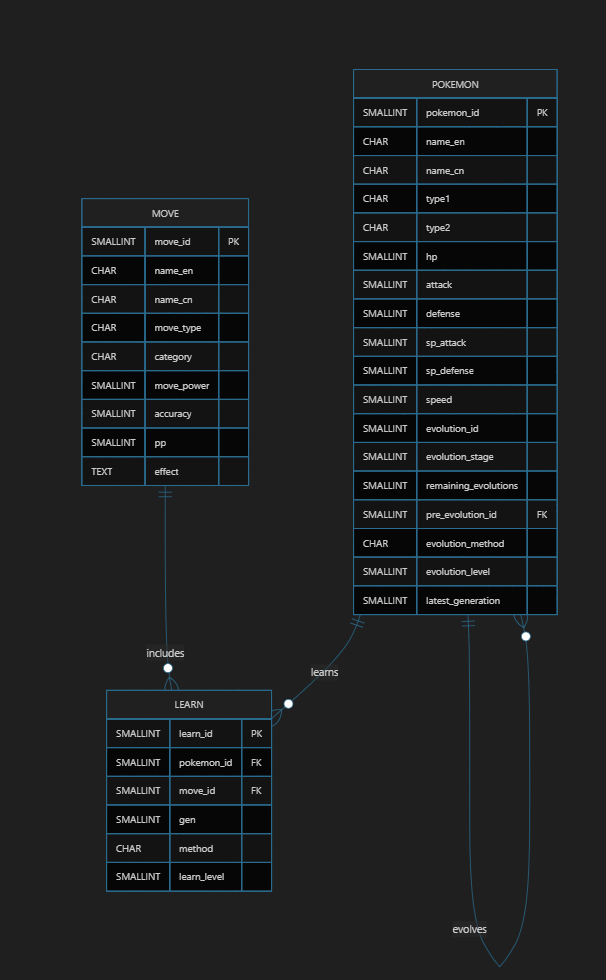 POKEMON
SMALLINT pokemon_id PK
CHAR name_en
CHAR name_cn
CHAR type1
CHAR type2
SMALLINT hp
SMALLINT attack
SMALLINT defense
SMALLINT sp_attack
SMALLINT sp_defense
SMALLINT speed
SMALLINT evolution_id
SMALLINT evolution_stage
SMALLINT remaining_evolutions
SMALLINT pre_evolution_id FK
CHAR evolution_method
SMALLINT evolution_level
SMALLINT latest_generation
MOVE
SMALLINT move_id PK
CHAR name_en
CHAR name_cn
CHAR move_type
CHAR category
SMALLINT move_power
SMALLINT accuracy
SMALLINT pp
TEXT effect
includes
learns
LEARN
SMALLINT learn_id PK
SMALLINT pokemon_id FK
SMALLINT move_id FK
SMALLINT gen
CHAR method
SMALLINT learn_level
evolves